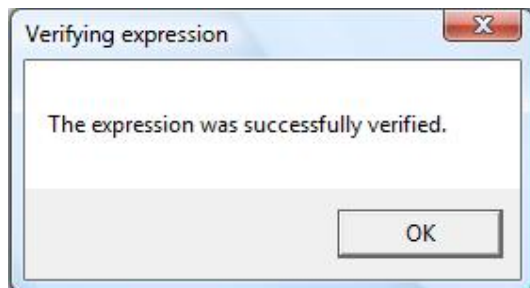 Verifying expression
The expression was successfully verified.
OK